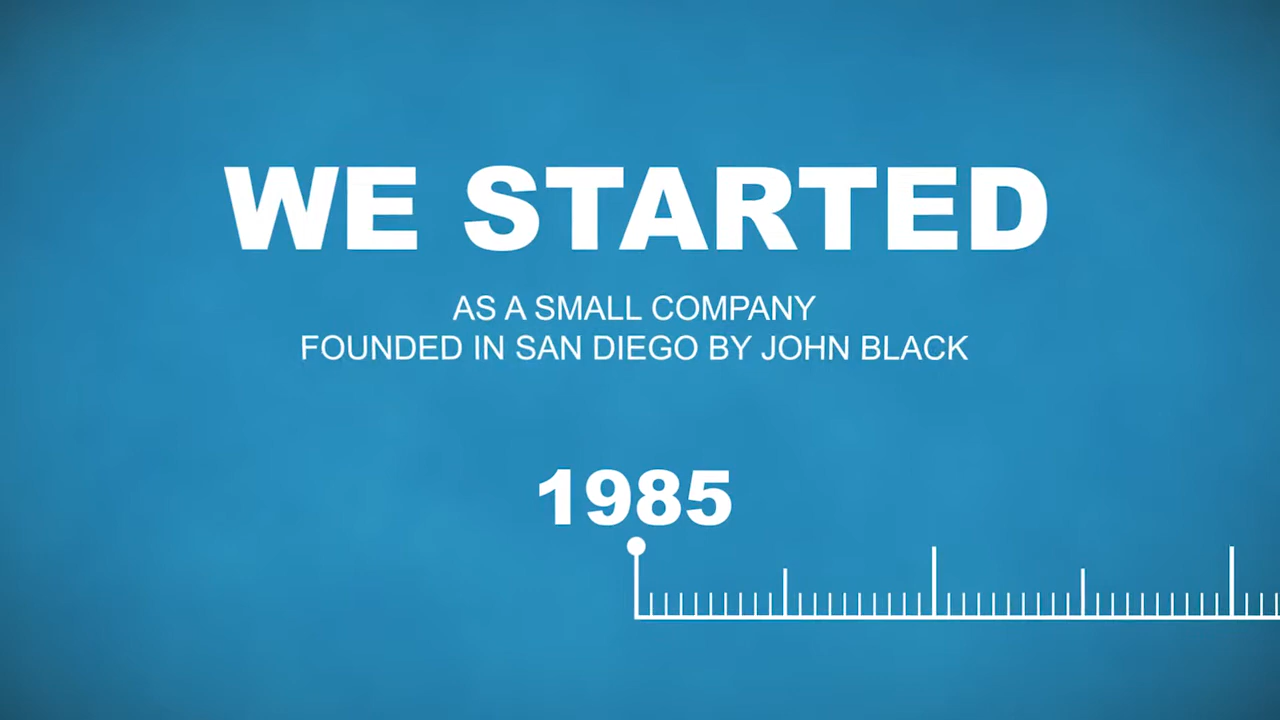 WE STARTED
AS A SMALL COMPANY
FOUNDED IN SAN DIEGO BY JOHN BLACK
1985